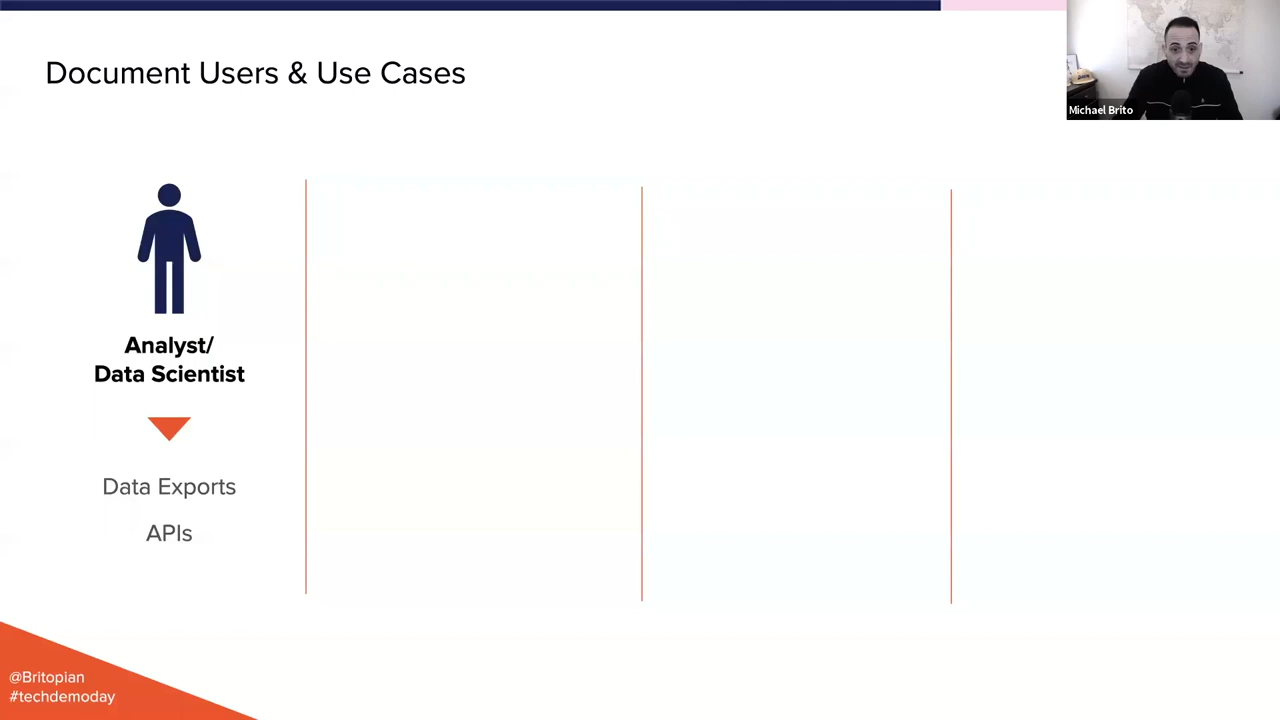 Document Users & Use Cases
Michael Brito
Analyst/
Data Scientist
Data Exports
APIs
@Britopian
#techdemoday